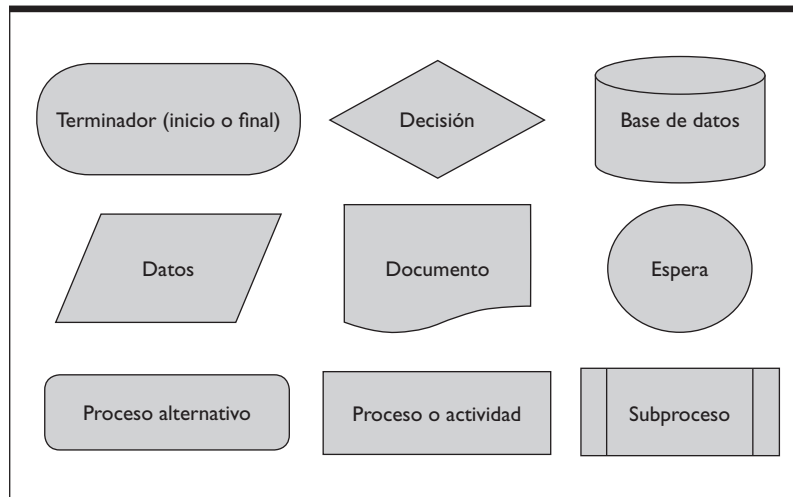 Terminador (inicio o final)
Decisión
Base de datos
Datos
Documento
Espera
Proceso alternativo
Proceso o actividad
Subproceso